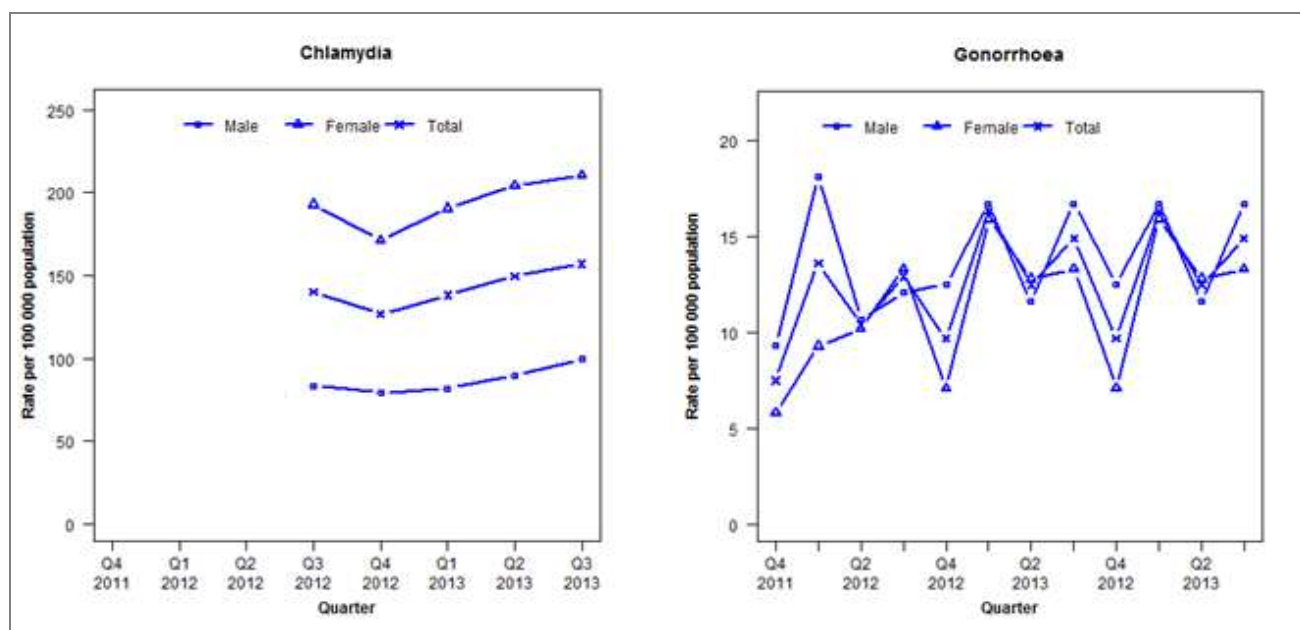 Chlamydia
250
200
150
100
50
0
Rate per 100 000 population
Male Female Total
Q4 Q1 Q2 Q3 Q4 Q1 Q2 Q3
2011 2012 2012 2012 2012 2013 2013 2013
Quarter
Gonorrhoea
20
15
10
5
0
Rate per 100 000 population
Male Female Total
Q4 Q2 Q4 Q2 Q4 Q2
2011 2012 2012 2013 2012 2013
Quarter